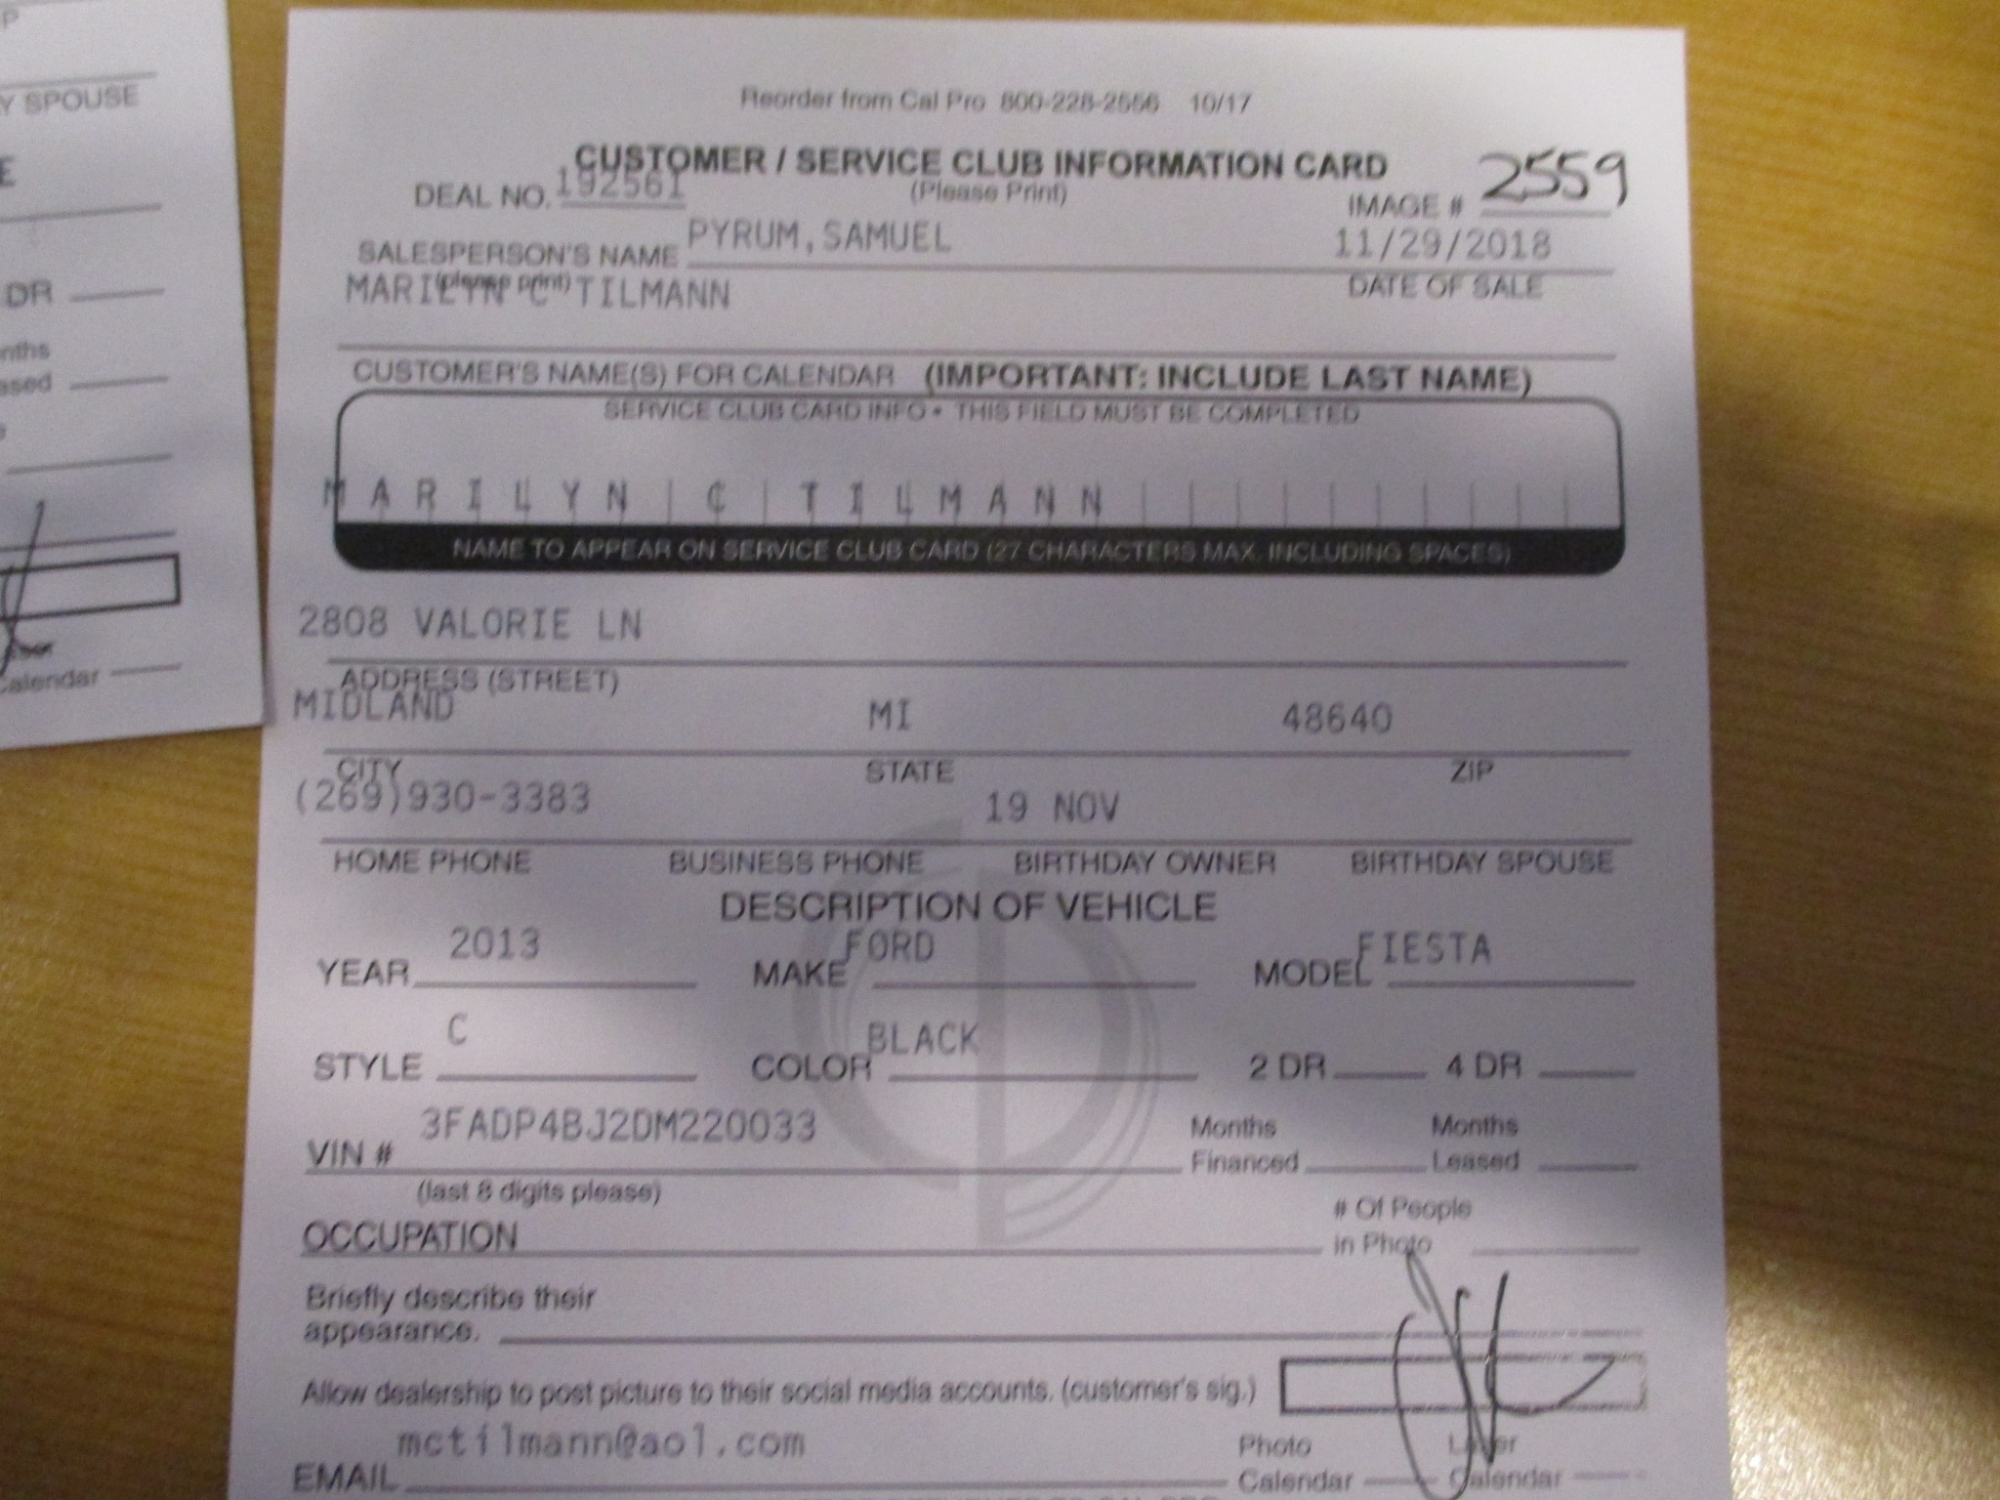 P
Y SPOUSE
E
DR
nths
ased
Calendar
Reorder from Cal Pro 800-228-2556 10/17
CUSTOMER / SERVICE CLUB INFORMATION CARD
(Please Print)
DEAL NO. 192561
IMAGE # 2559
SALESPERSON'S NAME PYRUM,SAMUEL 11/29/2018
(please print) DATE OF SALE
MARILYN C TILMANN
CUSTOMER'S NAME(S) FOR CALENDAR (IMPORTANT: INCLUDE LAST NAME)
SERVICE CLUB CARD INFO • THIS FIELD MUST BE COMPLETED
MARILYN C TILMANN
NAME TO APPEAR ON SERVICE CLUB CARD (27 CHARACTERS MAX. INCLUDING SPACES)
2808 VALORIE LN
ADDRESS (STREET)
MIDLAND MI 48640
CITY STATE ZIP
(269)930-3383 19 NOV
HOME PHONE BUSINESS PHONE BIRTHDAY OWNER BIRTHDAY SPOUSE
DESCRIPTION OF VEHICLE
YEAR 2013 MAKE FORD MODEL FIESTA
STYLE C COLOR BLACK 2 DR 4 DR
VIN # 3FADP4BJ2DM220033 Months Financed Months Leased
(last 8 digits please)
OCCUPATION # Of People in Photo
Briefly describe their
appearance.
Allow dealership to post picture to their social media accounts. (customer's sig.)
EMAIL mctilmann@aol.com Photo Calendar Calendar